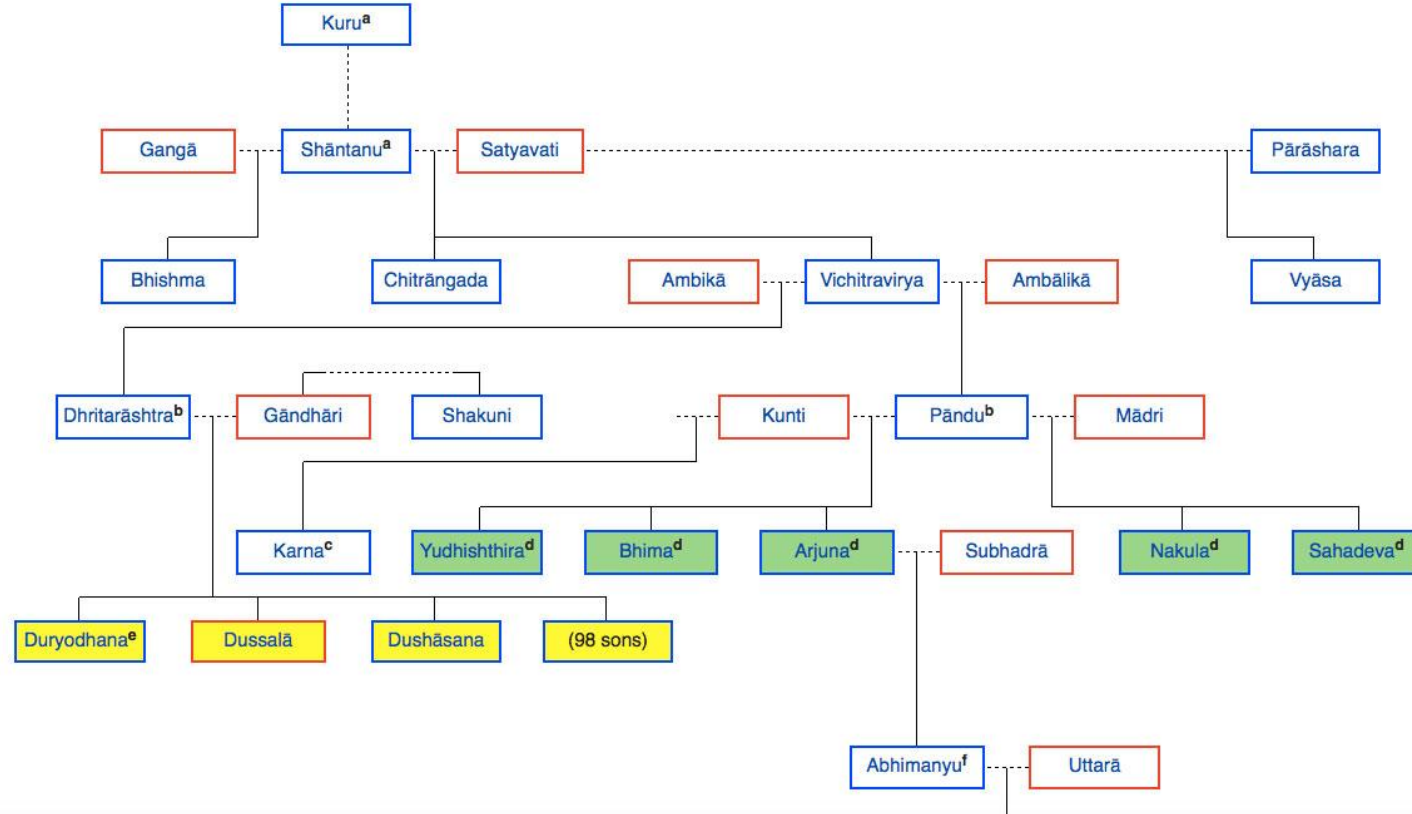 Kuruᵃ
Gangā
Shāntanuᵃ
Satyavati
Pārāshara
Bhishma
Chitrāngada
Ambikā
Vichitravirya
Ambālikā
Vyāsa
Dhritarāshtraᵇ
Gāndhāri
Shakuni
Kunti
Pānduᵇ
Mādri
Karnaᶜ
Yudhishthiraᵈ
Bhimaᵈ
Arjunaᵈ
Subhadrā
Nakulaᵈ
Sahadevaᵈ
Duryodhanaᵉ
Dussalā
Dushāsana
(98 sons)
Abhimanyuᶠ
Uttarā